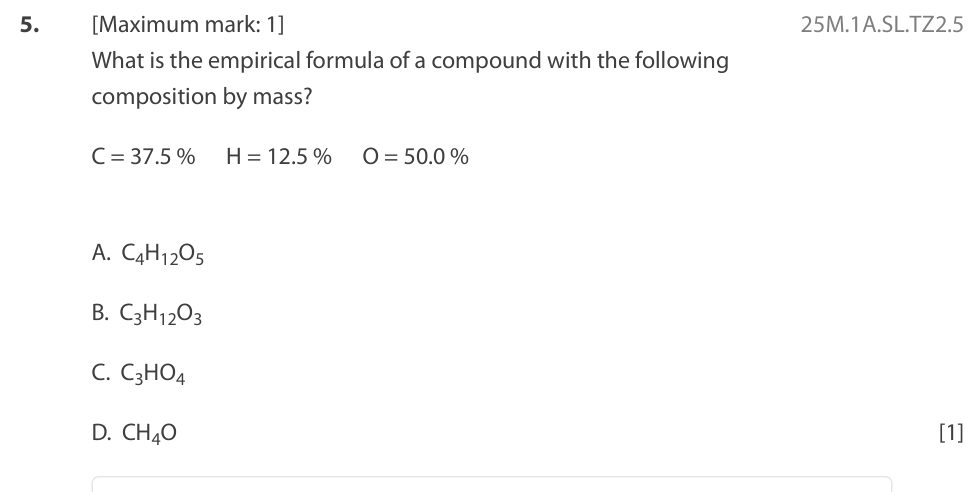 5. [Maximum mark: 1] 25M.1A.SL.TZ2.5
What is the empirical formula of a compound with the following
composition by mass?
C = 37.5 % H = 12.5 % O = 50.0 %
A. C₄H₁₂O₅
B. C₃H₁₂O₃
C. C₃HO₄
D. CH₄O [1]